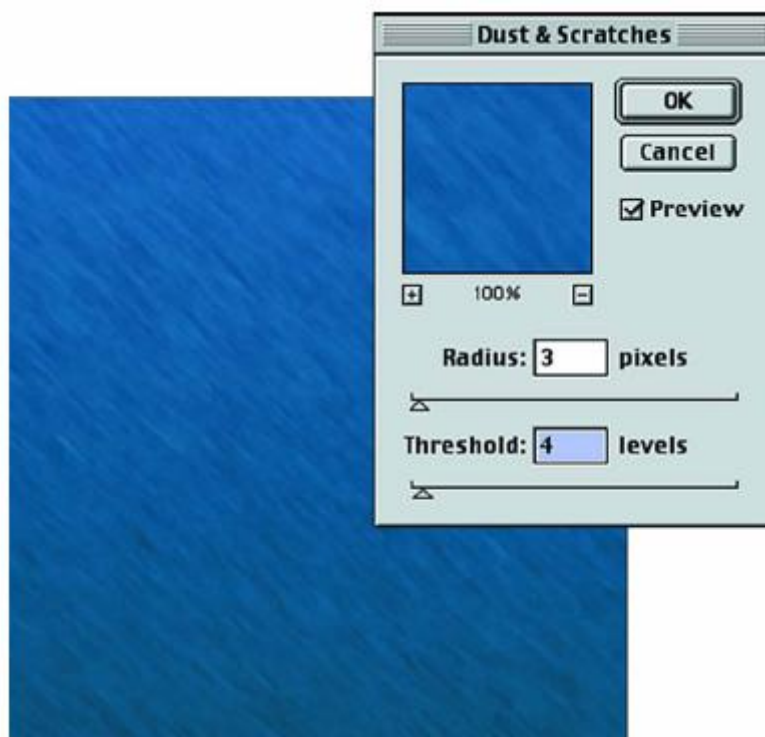 Dust & Scratches
OK
Cancel
Preview
100%
Radius: 3 pixels
Threshold: 4 levels